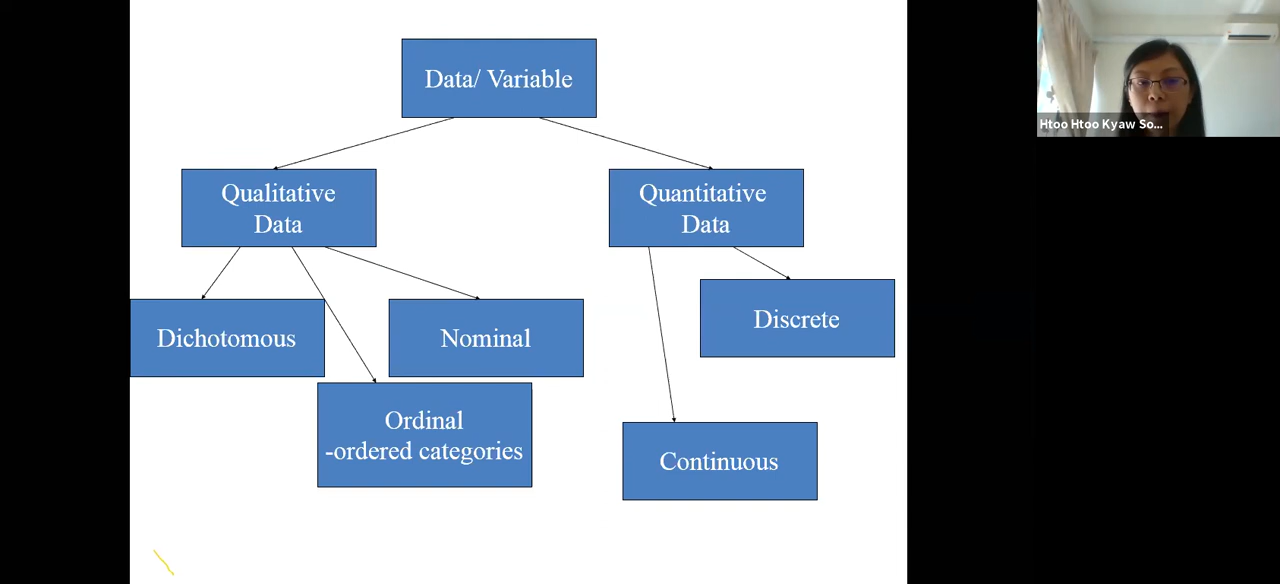 Data/ Variable
Htoo Htoo Kyaw So...
Qualitative
Data
Quantitative
Data
Dichotomous
Nominal
Discrete
Ordinal
-ordered categories
Continuous